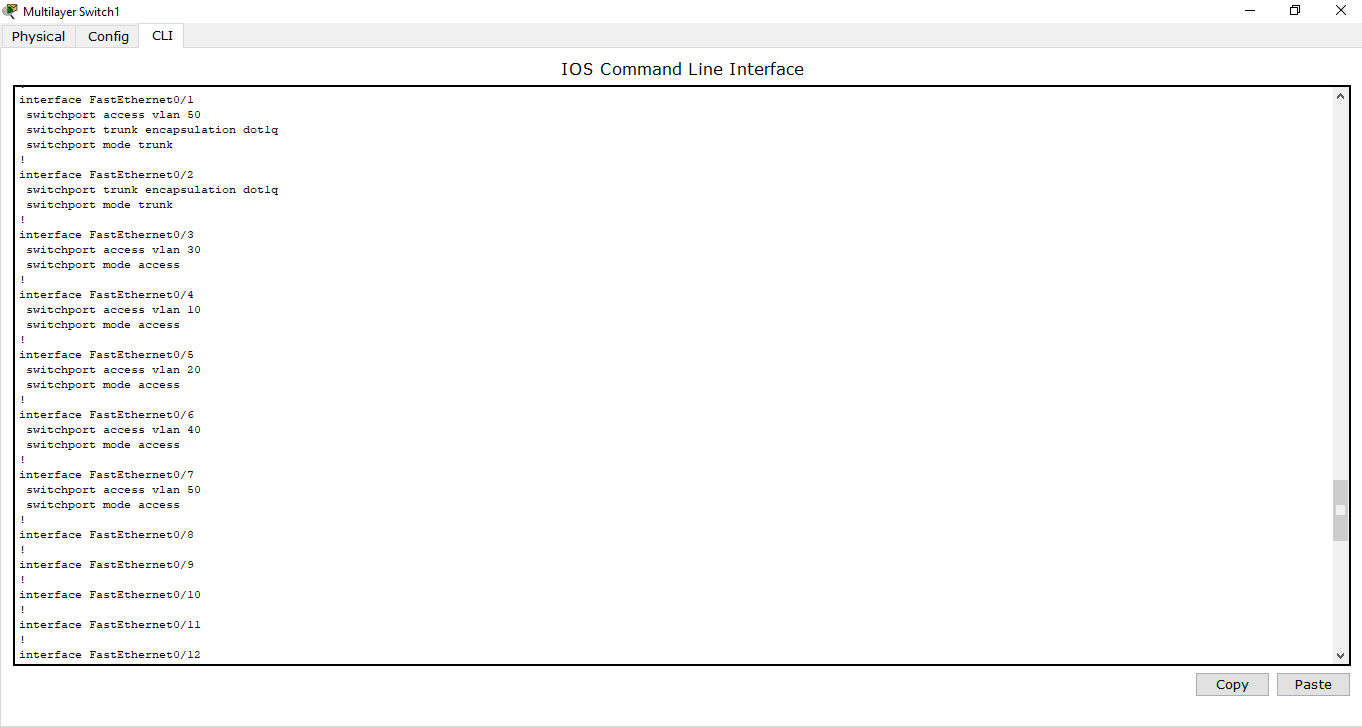 Multilayer Switch1
Physical Config CLI
IOS Command Line Interface
!
interface FastEthernet0/1
switchport access vlan 50
switchport trunk encapsulation dot1q
switchport mode trunk
!
interface FastEthernet0/2
switchport trunk encapsulation dot1q
switchport mode trunk
!
interface FastEthernet0/3
switchport access vlan 30
switchport mode access
!
interface FastEthernet0/4
switchport access vlan 10
switchport mode access
!
interface FastEthernet0/5
switchport access vlan 20
switchport mode access
!
interface FastEthernet0/6
switchport access vlan 40
switchport mode access
!
interface FastEthernet0/7
switchport access vlan 50
switchport mode access
!
interface FastEthernet0/8
!
interface FastEthernet0/9
!
interface FastEthernet0/10
!
interface FastEthernet0/11
!
interface FastEthernet0/12
Copy Paste